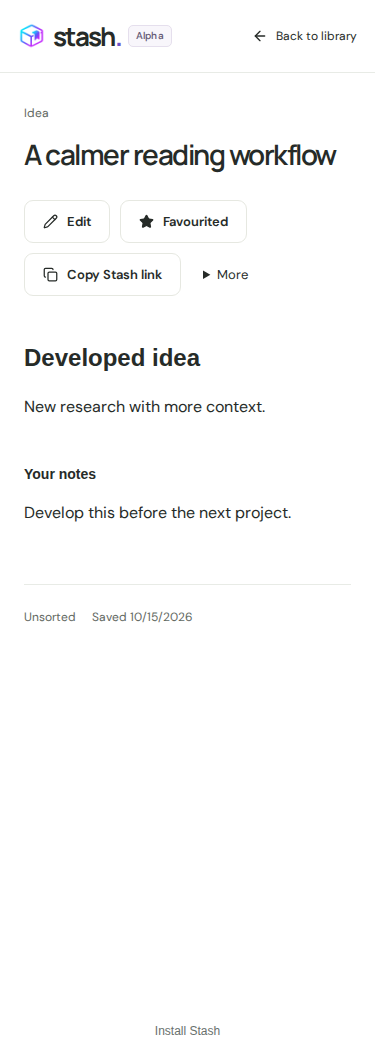 stash. Alpha Back to library
Idea
A calmer reading workflow
Edit Favourited
Copy Stash link More
Developed idea
New research with more context.
Your notes
Develop this before the next project.
Unsorted Saved 10/15/2026
Install Stash